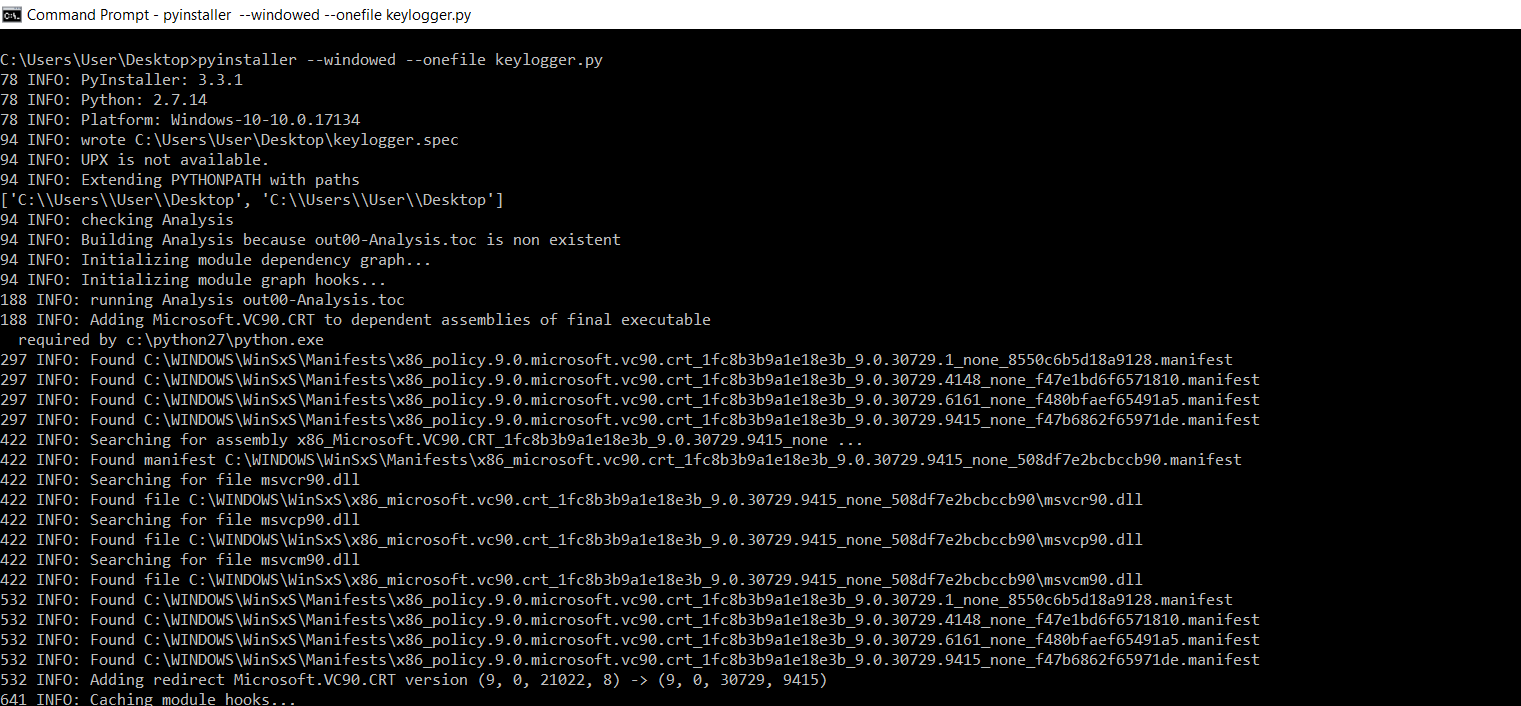 Command Prompt - pyinstaller  --windowed --onefile keylogger.py
C:\Users\User\Desktop>pyinstaller --windowed --onefile keylogger.py
78 INFO: PyInstaller: 3.3.1
78 INFO: Python: 2.7.14
78 INFO: Platform: Windows-10-10.0.17134
94 INFO: wrote C:\Users\User\Desktop\keylogger.spec
94 INFO: UPX is not available.
94 INFO: Extending PYTHONPATH with paths
['C:\\Users\\User\\Desktop', 'C:\\Users\\User\\Desktop']
94 INFO: checking Analysis
94 INFO: Building Analysis because out00-Analysis.toc is non existent
94 INFO: Initializing module dependency graph...
94 INFO: Initializing module graph hooks...
188 INFO: running Analysis out00-Analysis.toc
188 INFO: Adding Microsoft.VC90.CRT to dependent assemblies of final executable
  required by c:\python27\python.exe
297 INFO: Found C:\WINDOWS\WinSxS\Manifests\x86_policy.9.0.microsoft.vc90.crt_1fc8b3b9a1e18e3b_9.0.30729.1_none_8550c6b5d18a9128.manifest
297 INFO: Found C:\WINDOWS\WinSxS\Manifests\x86_policy.9.0.microsoft.vc90.crt_1fc8b3b9a1e18e3b_9.0.30729.4148_none_f47e1bd6f6571810.manifest
297 INFO: Found C:\WINDOWS\WinSxS\Manifests\x86_policy.9.0.microsoft.vc90.crt_1fc8b3b9a1e18e3b_9.0.30729.6161_none_f480bfaef65491a5.manifest
297 INFO: Found C:\WINDOWS\WinSxS\Manifests\x86_policy.9.0.microsoft.vc90.crt_1fc8b3b9a1e18e3b_9.0.30729.9415_none_f47b6862f65971de.manifest
422 INFO: Searching for assembly x86_Microsoft.VC90.CRT_1fc8b3b9a1e18e3b_9.0.30729.9415_none ...
422 INFO: Found manifest C:\WINDOWS\WinSxS\Manifests\x86_microsoft.vc90.crt_1fc8b3b9a1e18e3b_9.0.30729.9415_none_508df7e2bcbccb90.manifest
422 INFO: Searching for file msvcr90.dll
422 INFO: Found file C:\WINDOWS\WinSxS\x86_microsoft.vc90.crt_1fc8b3b9a1e18e3b_9.0.30729.9415_none_508df7e2bcbccb90\msvcr90.dll
422 INFO: Searching for file msvcp90.dll
422 INFO: Found file C:\WINDOWS\WinSxS\x86_microsoft.vc90.crt_1fc8b3b9a1e18e3b_9.0.30729.9415_none_508df7e2bcbccb90\msvcp90.dll
422 INFO: Searching for file msvcm90.dll
422 INFO: Found file C:\WINDOWS\WinSxS\x86_microsoft.vc90.crt_1fc8b3b9a1e18e3b_9.0.30729.9415_none_508df7e2bcbccb90\msvcm90.dll
532 INFO: Found C:\WINDOWS\WinSxS\Manifests\x86_policy.9.0.microsoft.vc90.crt_1fc8b3b9a1e18e3b_9.0.30729.1_none_8550c6b5d18a9128.manifest
532 INFO: Found C:\WINDOWS\WinSxS\Manifests\x86_policy.9.0.microsoft.vc90.crt_1fc8b3b9a1e18e3b_9.0.30729.4148_none_f47e1bd6f6571810.manifest
532 INFO: Found C:\WINDOWS\WinSxS\Manifests\x86_policy.9.0.microsoft.vc90.crt_1fc8b3b9a1e18e3b_9.0.30729.6161_none_f480bfaef65491a5.manifest
532 INFO: Found C:\WINDOWS\WinSxS\Manifests\x86_policy.9.0.microsoft.vc90.crt_1fc8b3b9a1e18e3b_9.0.30729.9415_none_f47b6862f65971de.manifest
532 INFO: Adding redirect Microsoft.VC90.CRT version (9, 0, 21022, 8) -> (9, 0, 30729, 9415)
641 INFO: Caching module hooks...